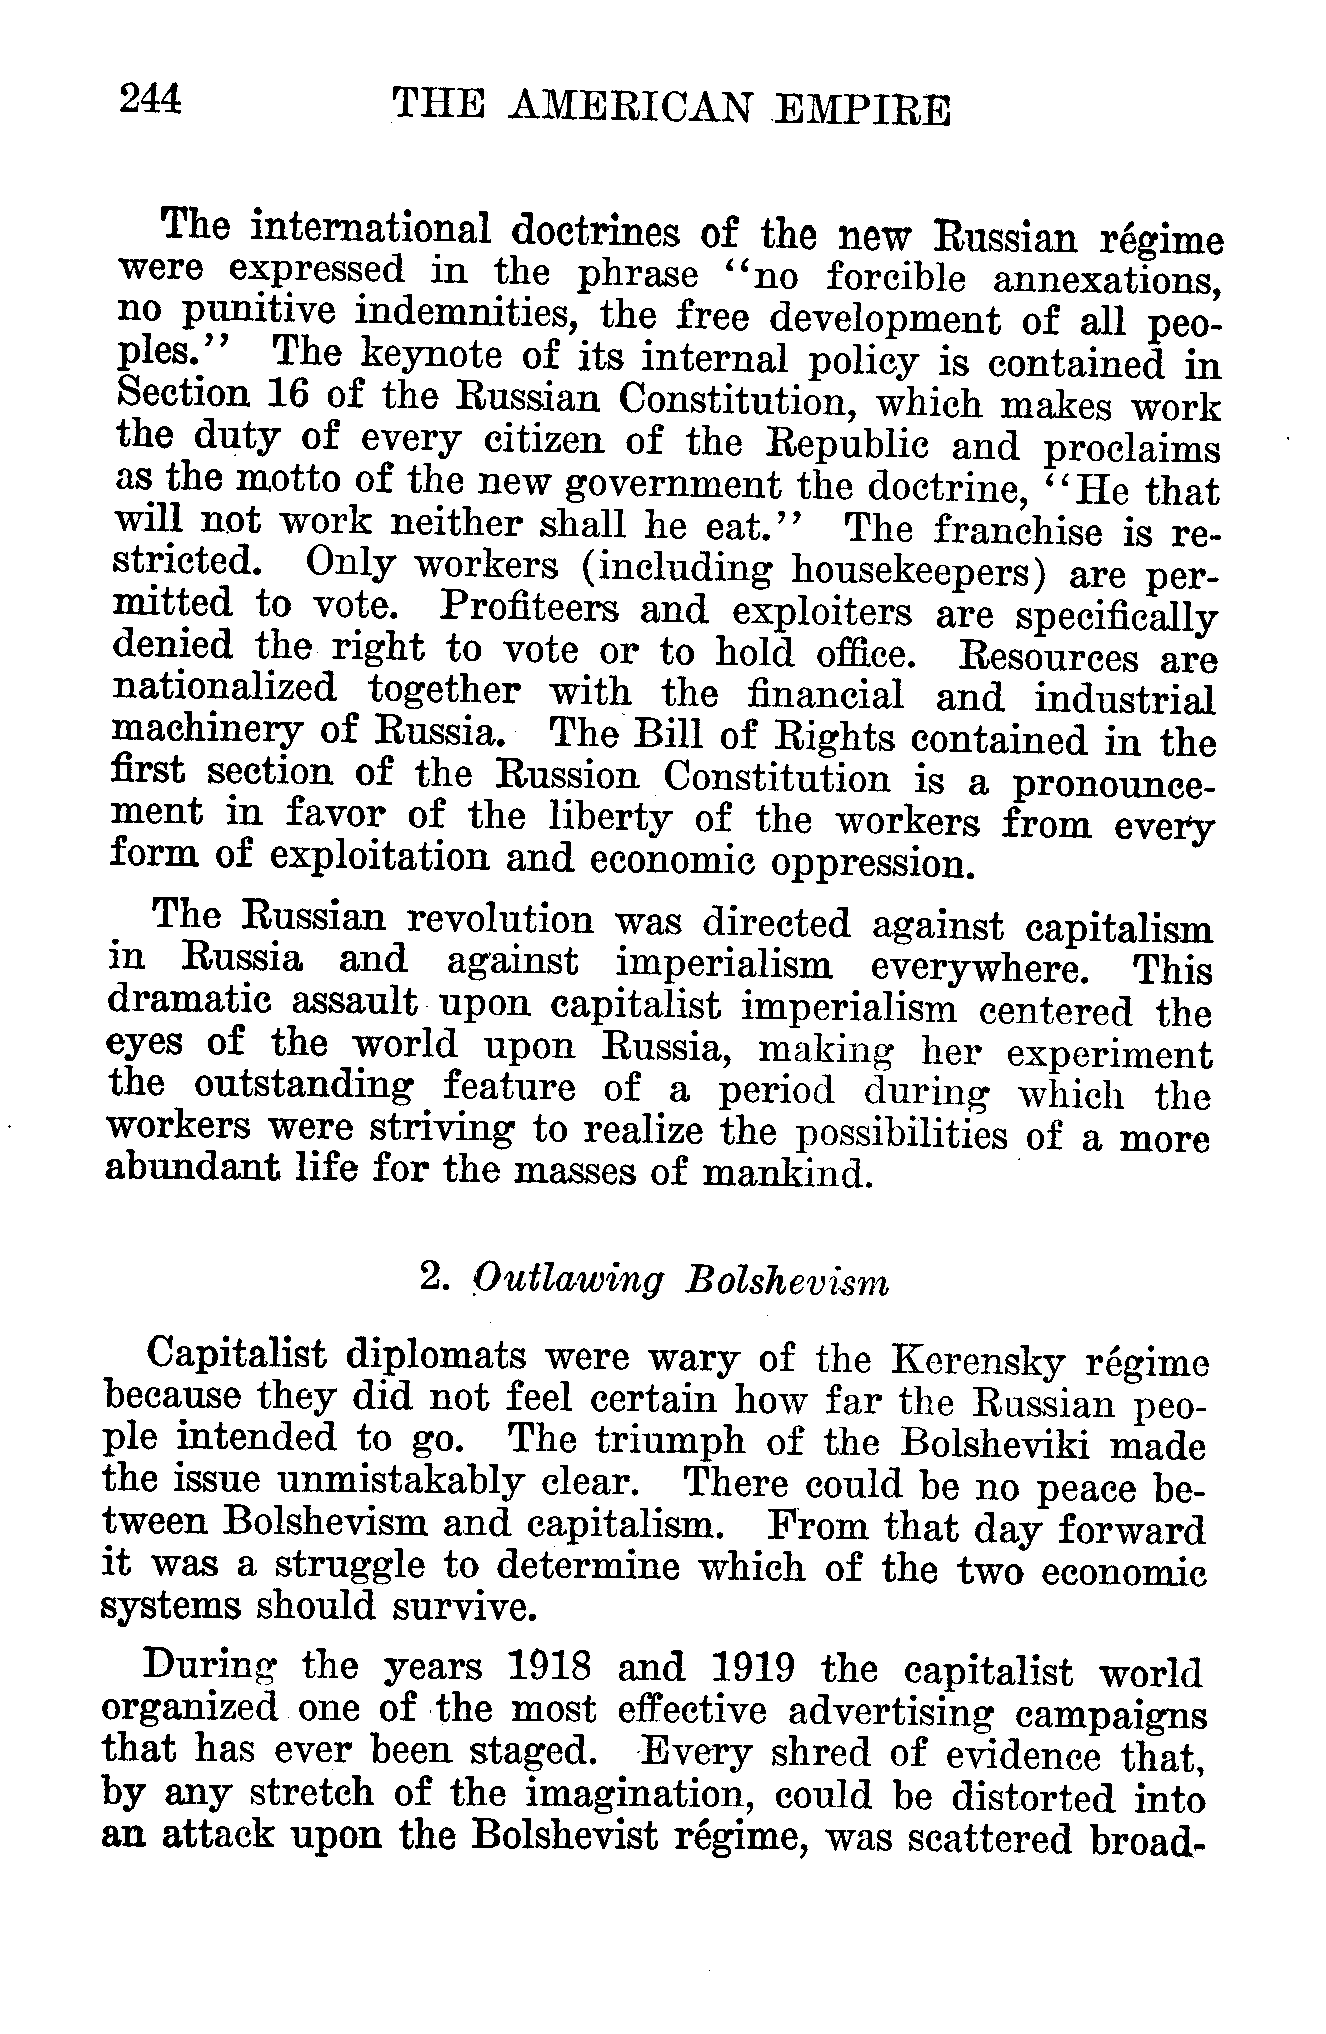 244 THE AMERICAN EMPIRE
The international doctrines of the new Russian régime
were expressed in the phrase ‘‘no forcible annexations,
no punitive indemnities, the free development of all peo-
ples.’’ The keynote of its internal policy is contained in
Section 16 of the Russian Constitution, which makes work
the duty of every citizen of the Republic and proclaims
as the motto of the new government the doctrine, ‘‘He that
will not work neither shall he eat.’’ The franchise is re-
stricted. Only workers (including housekeepers) are per-
mitted to vote. Profiteers and exploiters are specifically
denied the right to vote or to hold office. Resources are
nationalized together with the financial and industrial
machinery of Russia. The Bill of Rights contained in the
first section of the Russion Constitution is a pronounce-
ment in favor of the liberty of the workers from every
form of exploitation and economic oppression.
The Russian revolution was directed against capitalism
in Russia and against imperialism everywhere. This
dramatic assault upon capitalist imperialism centered the
eyes of the world upon Russia, making her experiment
the outstanding feature of a period during which the
workers were striving to realize the possibilities of a more
abundant life for the masses of mankind.
2. Outlawing Bolshevism
Capitalist diplomats were wary of the Kerensky régime
because they did not feel certain how far the Russian peo-
ple intended to go. The triumph of the Bolsheviki made
the issue unmistakably clear. There could be no peace be-
tween Bolshevism and capitalism. From that day forward
it was a struggle to determine which of the two economic
systems should survive.
During the years 1918 and 1919 the capitalist world
organized one of the most effective advertising campaigns
that has ever been staged. Every shred of evidence that,
by any stretch of the imagination, could be distorted into
an attack upon the Bolshevist régime, was scattered broad-